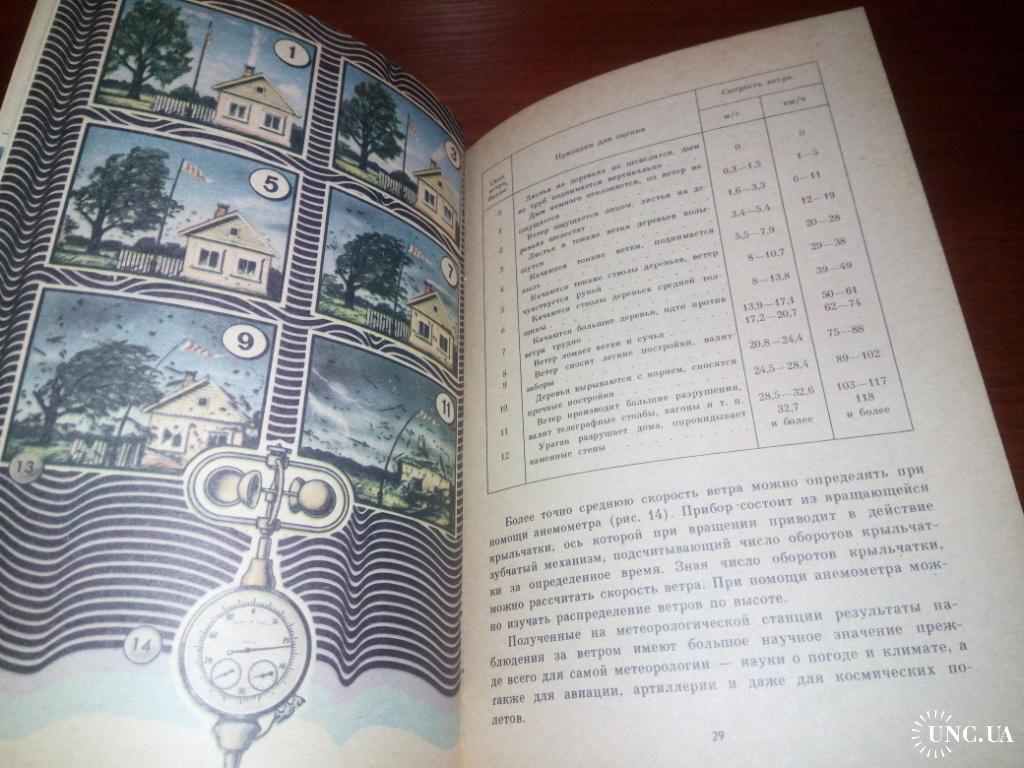 1
3
5
7
9
11
13
14
Сила ветра, баллы
Признаки для оценки
Скорость ветра,
м/с
км/ч
0
Листья на деревьях не шевелятся, дым
из труб поднимается вертикально
0
0
1
Дым немного отклоняется, но ветер не
ощущается
0,3—1,5
1—5
2
Ветер ощущается лицом, листья на де-
ревьях шелестят
1,6—3,3
6—11
3
Листья и тонкие ветки деревьев колы-
шутся
3,4—5,4
12—19
4
Качаются тонкие ветки, поднимается
пыль
5,5—7,9
20—28
5
Качаются тонкие стволы деревьев, ветер
чувствуется рукой
8—10,7
29—38
6
Качаются стволы деревьев средней тол-
щины
8—13,8
39—49
7
Качаются большие деревья, идти против
ветра трудно
13,9—17,1
50—61
8
Ветер ломает ветви и сучья
17,2—20,7
62—74
9
Ветер сносит легкие постройки, валит
заборы
20,8—24,4
75—88
10
Деревья вырываются с корнем, сносятся
прочные постройки
24,5—28,4
89—102
11
Ветер производит большие разрушения,
валит телеграфные столбы, вагоны и т. п.
28,5—32,6
103—117
12
Ураган разрушает дома, опрокидывает
каменные стены
32,7
и более
118
и более
Более точно среднюю скорость ветра можно определять при
помощи анемометра (рис. 14). Прибор состоит из вращающейся
крыльчатки, ось которой при вращении приводит в действие
зубчатый механизм, подсчитывающий число оборотов крыльчат-
ки за определенное время. Зная число оборотов крыльчатки,
можно рассчитать скорость ветра. При помощи анемометра мож-
но изучать распределение ветров по высоте.
Полученные на метеорологической станции результаты на-
блюдения за ветром имеют большое научное значение преж-
де всего для самой метеорологии — науки о погоде и климате, а
также для авиации, артиллерии и даже для космических по-
летов.
29
UNC.UA